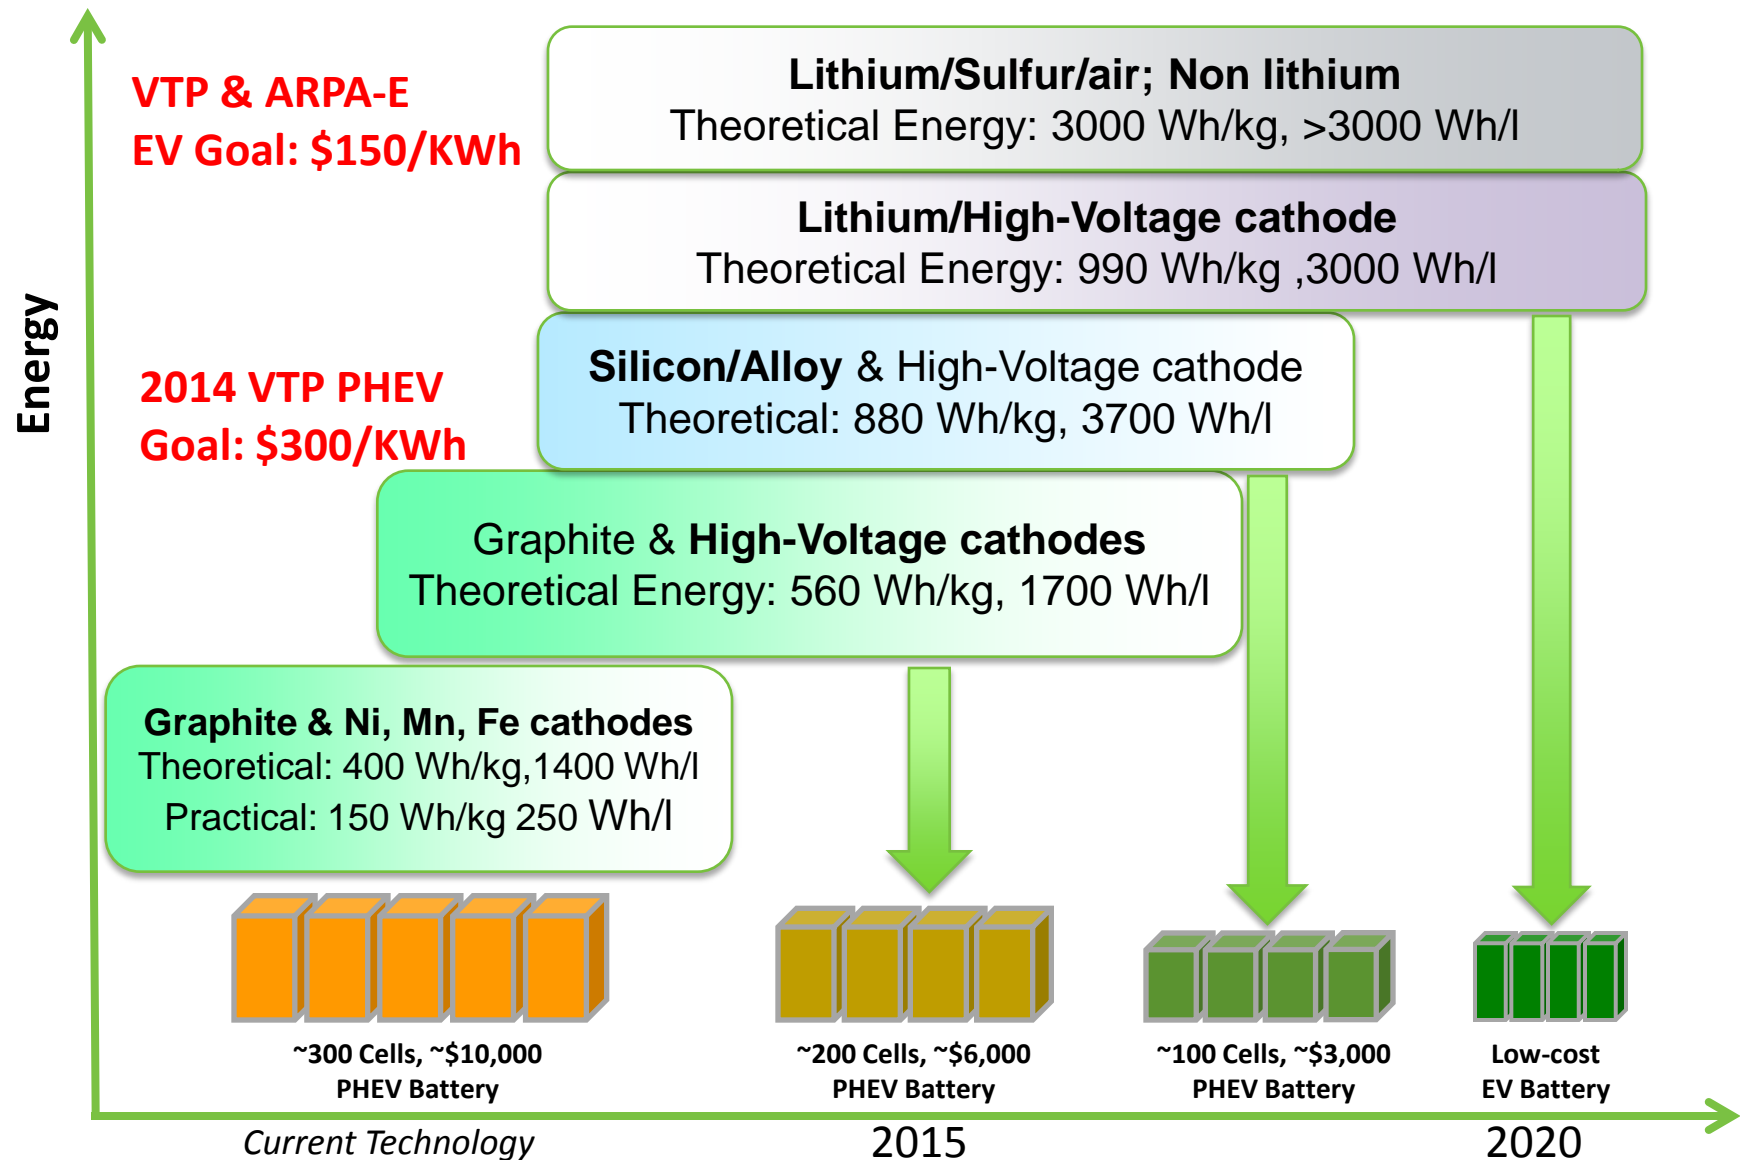 Energy
VTP & ARPA-E
EV Goal: $150/KWh
Lithium/Sulfur/air; Non lithium
Theoretical Energy: 3000 Wh/kg, >3000 Wh/l
Lithium/High-Voltage cathode
Theoretical Energy: 990 Wh/kg ,3000 Wh/l
2014 VTP PHEV
Goal: $300/KWh
Silicon/Alloy & High-Voltage cathode
Theoretical: 880 Wh/kg, 3700 Wh/l
Graphite & High-Voltage cathodes
Theoretical Energy: 560 Wh/kg, 1700 Wh/l
Graphite & Ni, Mn, Fe cathodes
Theoretical: 400 Wh/kg,1400 Wh/l
Practical: 150 Wh/kg 250 Wh/l
~300 Cells, ~$10,000
PHEV Battery
~200 Cells, ~$6,000
PHEV Battery
~100 Cells, ~$3,000
PHEV Battery
Low-cost
EV Battery
Current Technology
2015
2020